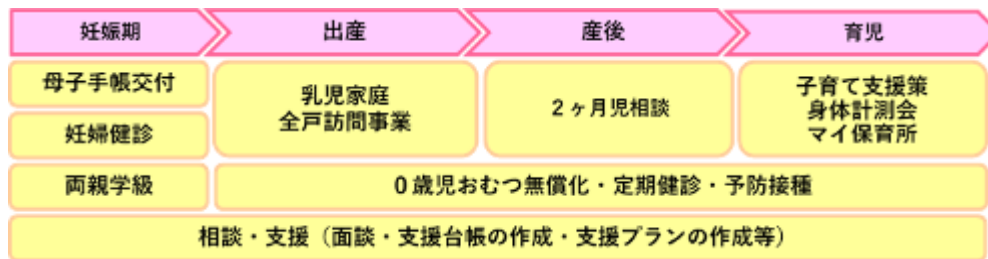 妊娠期
出産
産後
育児
母子手帳交付
妊婦健診
乳児家庭
全戸訪問事業
2ヶ月児相談
子育て支援策
身体計測会
マイ保育所
両親学級
0歳児おむつ無償化・定期健診・予防接種
相談・支援（面談・支援台帳の作成・支援プランの作成等）